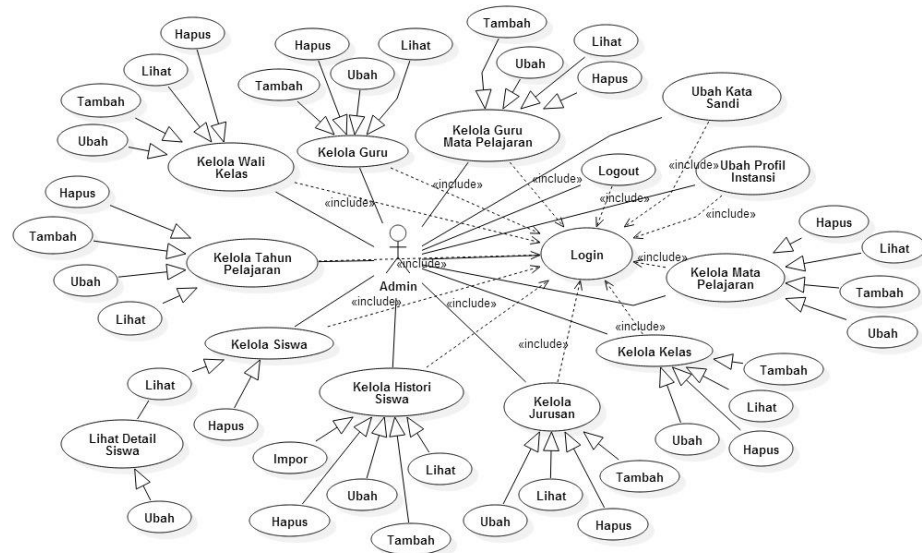 Hapus
Lihat
Tambah
Ubah
Kelola Wali
Kelas
Hapus
Lihat
Ubah
Tambah
Kelola Guru
Tambah
Lihat
Ubah
Hapus
Kelola Guru
Mata Pelajaran
Ubah Kata
Sandi
«include»
Logout
Ubah Profil
Instansi
«include»
«include»
«include»
«include»
«include»
«include»
Hapus
Tambah
Ubah
Lihat
Kelola Tahun
Pelajaran
«include»
Admin
Login
«include»
Kelola Mata
Pelajaran
Hapus
Lihat
Tambah
Ubah
«include»
«include»
«include»
«include»
Kelola Siswa
Lihat
Hapus
Lihat Detail
Siswa
Ubah
Kelola Histori
Siswa
Impor
Hapus
Ubah
Tambah
Lihat
Kelola
Jurusan
Ubah
Lihat
Hapus
Tambah
Kelola Kelas
Tambah
Lihat
Hapus
Ubah